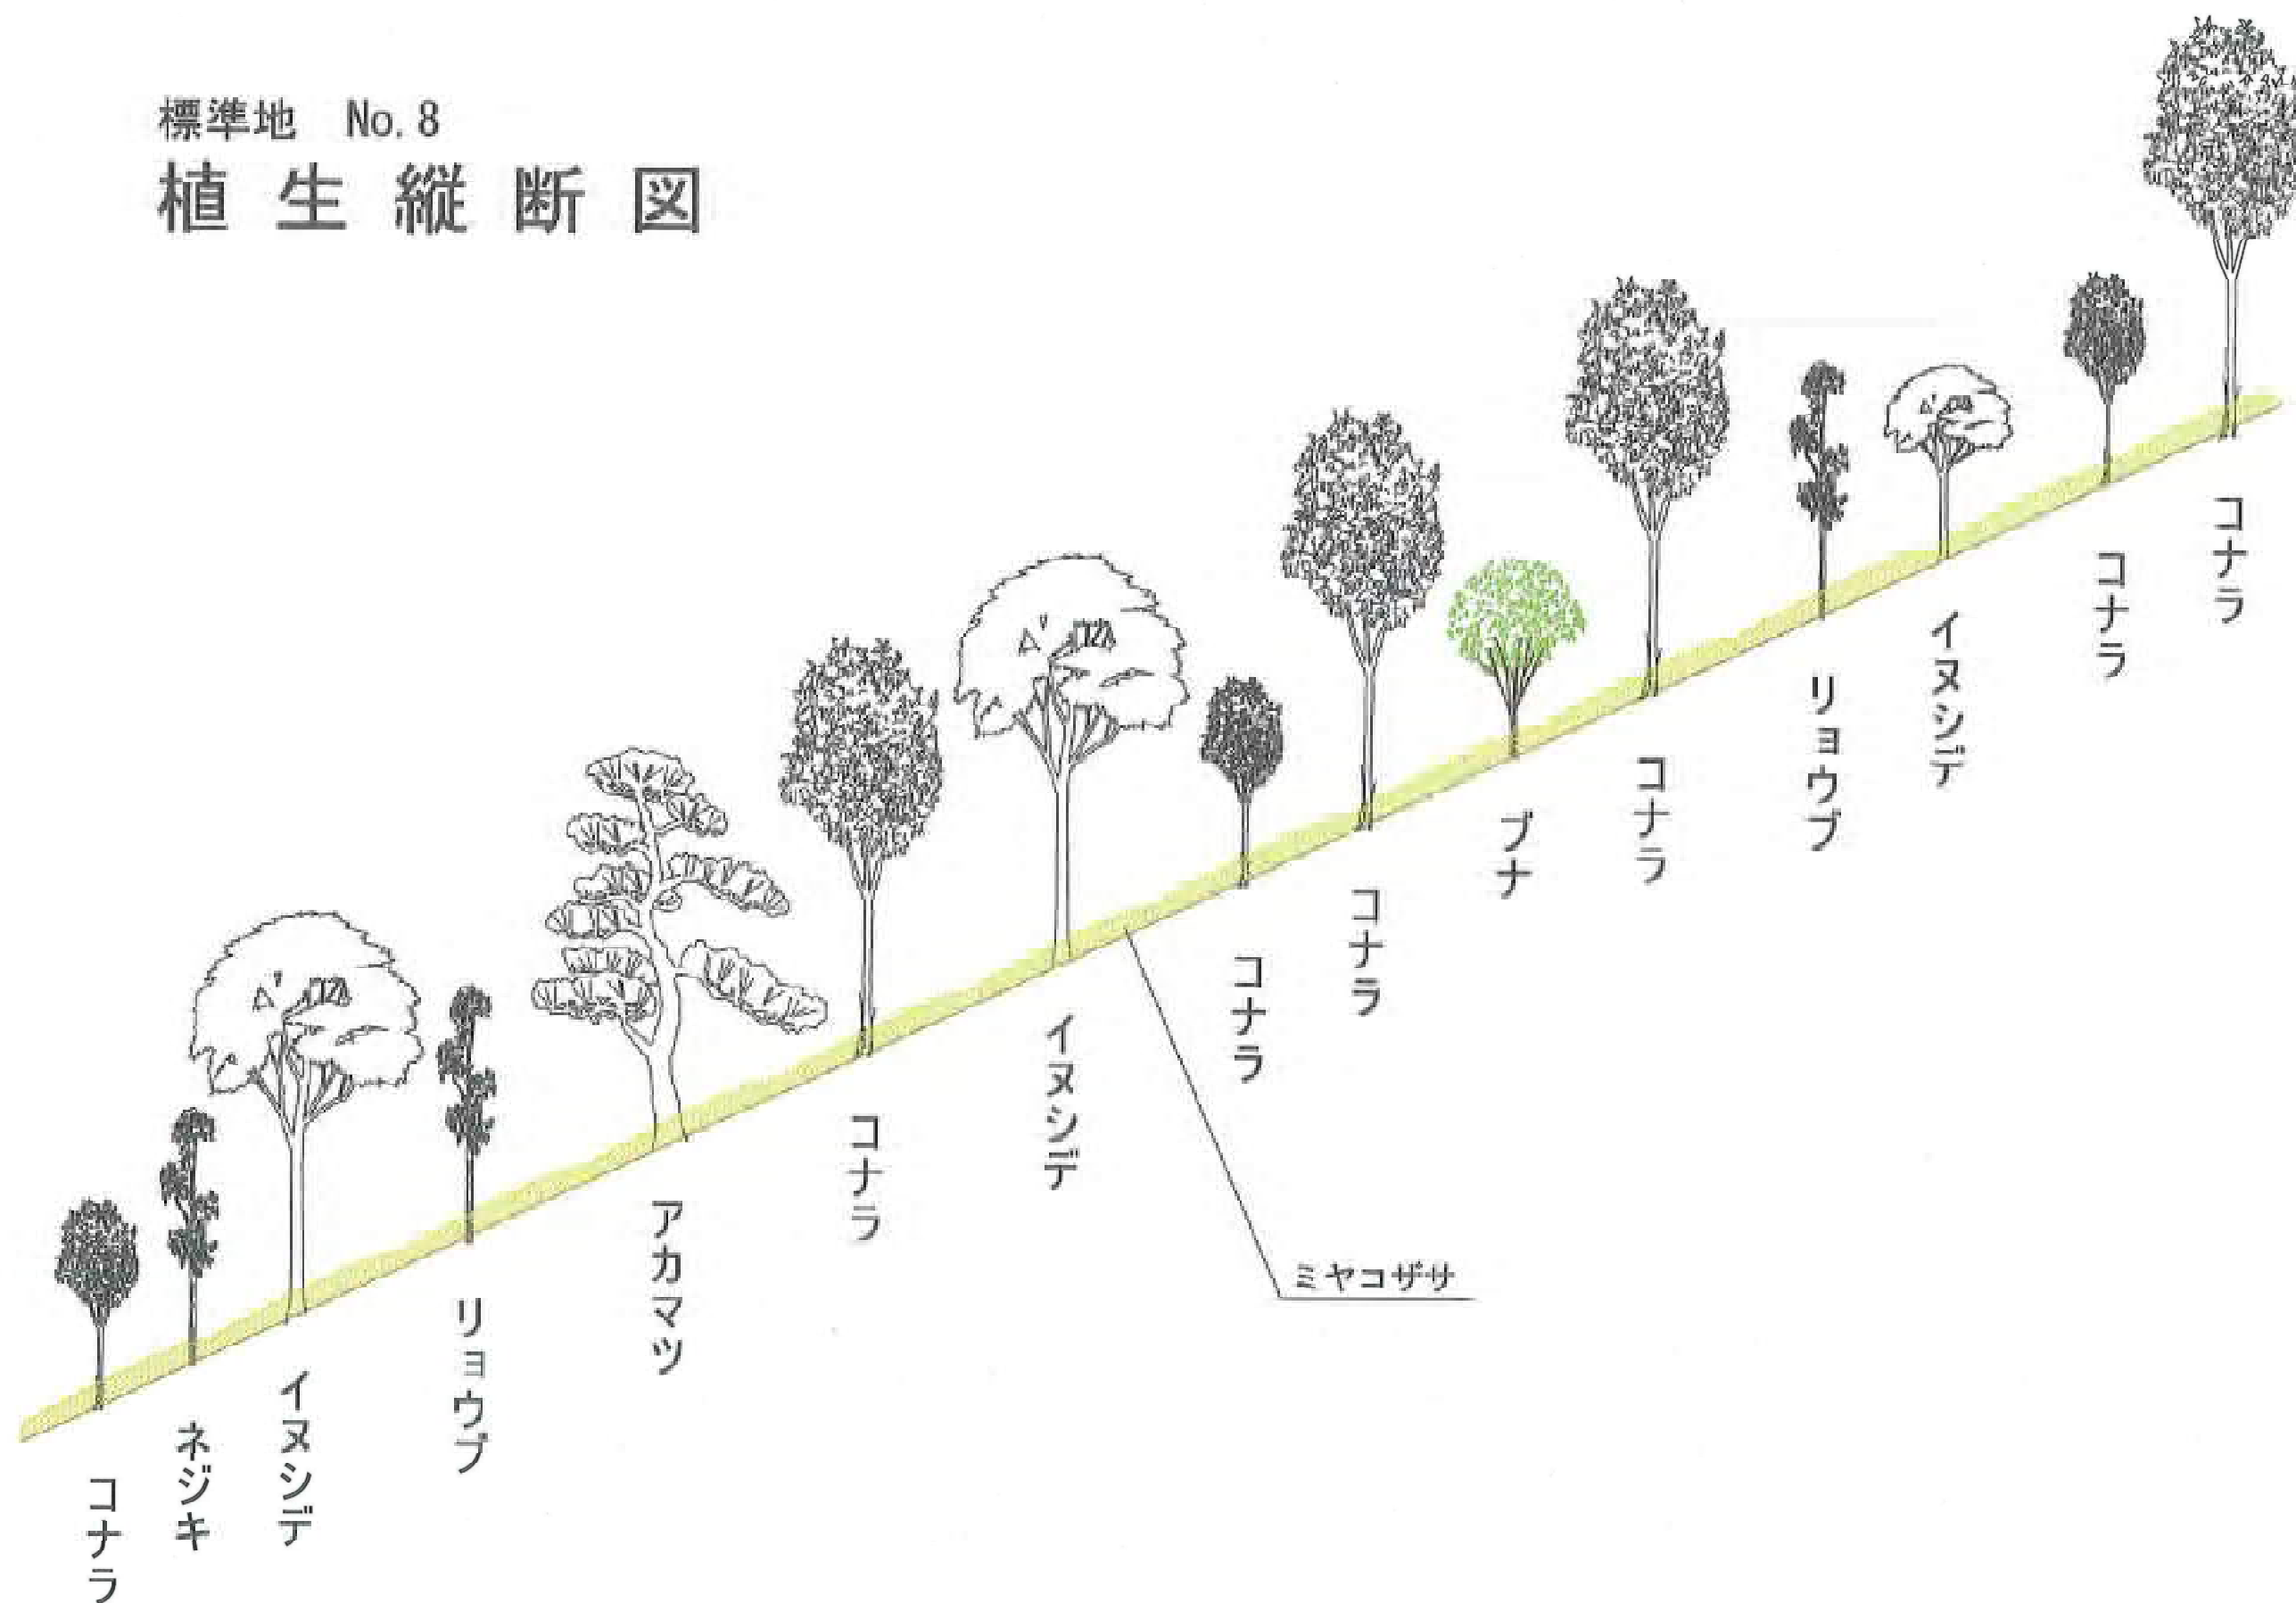 標準地 No.8
植生縦断図
コナラ
ネジキ
イヌシデ
リョウブ
アカマツ
コナラ
イヌシデ
ミヤコザサ
コナラ
コナラ
ブナ
コナラ
リョウブ
イヌシデ
コナラ
コナラ